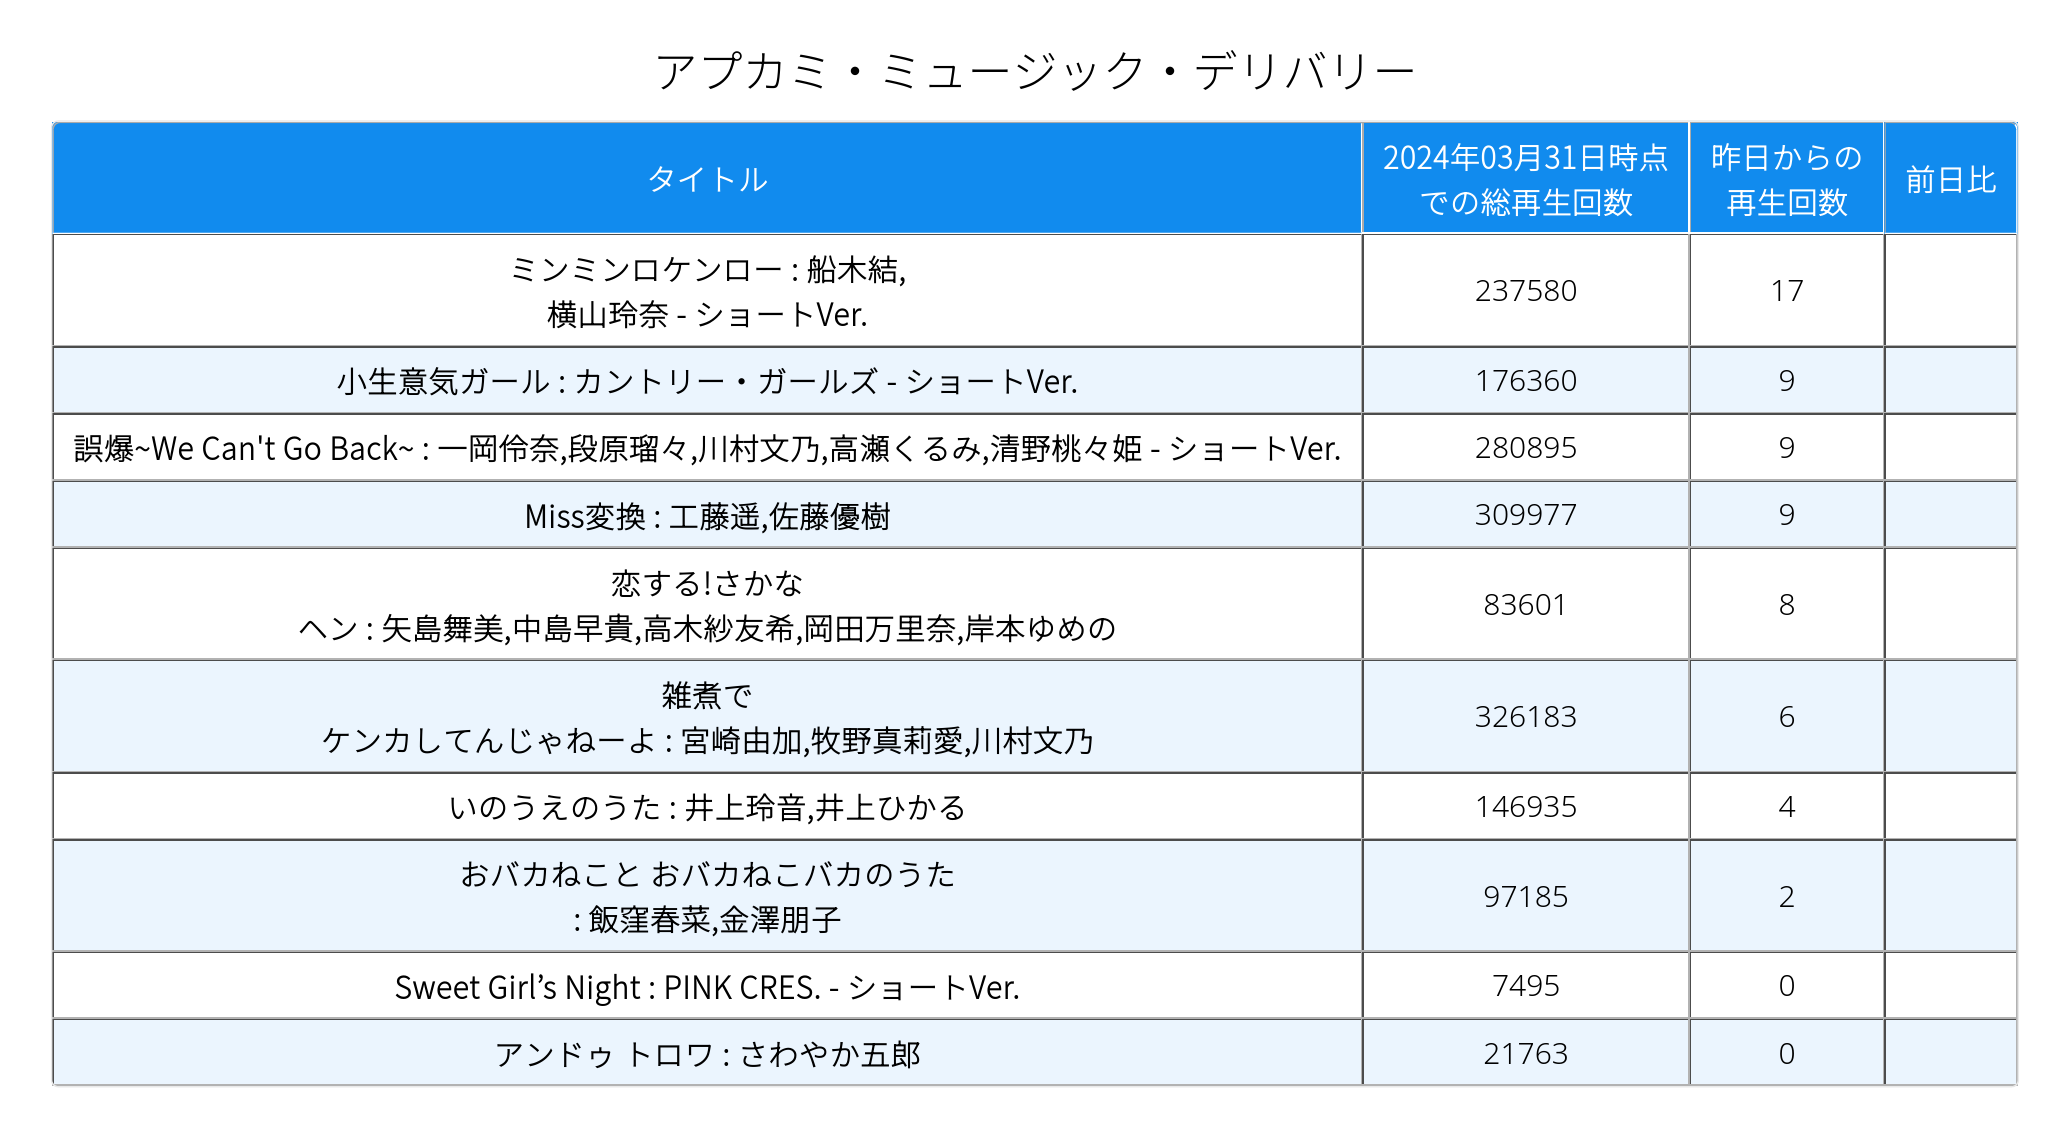 アプカミ・ミュージック・デリバリー
タイトル
2024年03月31日時点
での総再生回数
昨日からの
再生回数
前日比
ミンミンロケンロー : 船木結,
横山玲奈 - ショートVer.
237580
17
小生意気ガール : カントリー・ガールズ - ショートVer.
176360
9
誤爆~We Can't Go Back~ : 一岡伶奈,段原瑠々,川村文乃,高瀬くるみ,清野桃々姫 - ショートVer.
280895
9
Miss変換 : 工藤遥,佐藤優樹
309977
9
恋する!さかな
ヘン : 矢島舞美,中島早貴,高木紗友希,岡田万里奈,岸本ゆめの
83601
8
雑煮で
ケンカしてんじゃねーよ : 宮崎由加,牧野真莉愛,川村文乃
326183
6
いのうえのうた : 井上玲音,井上ひかる
146935
4
おバカねこと おバカねこバカのうた
: 飯窪春菜,金澤朋子
97185
2
Sweet Girl’s Night : PINK CRES. - ショートVer.
7495
0
アンドゥ トロワ : さわやか五郎
21763
0